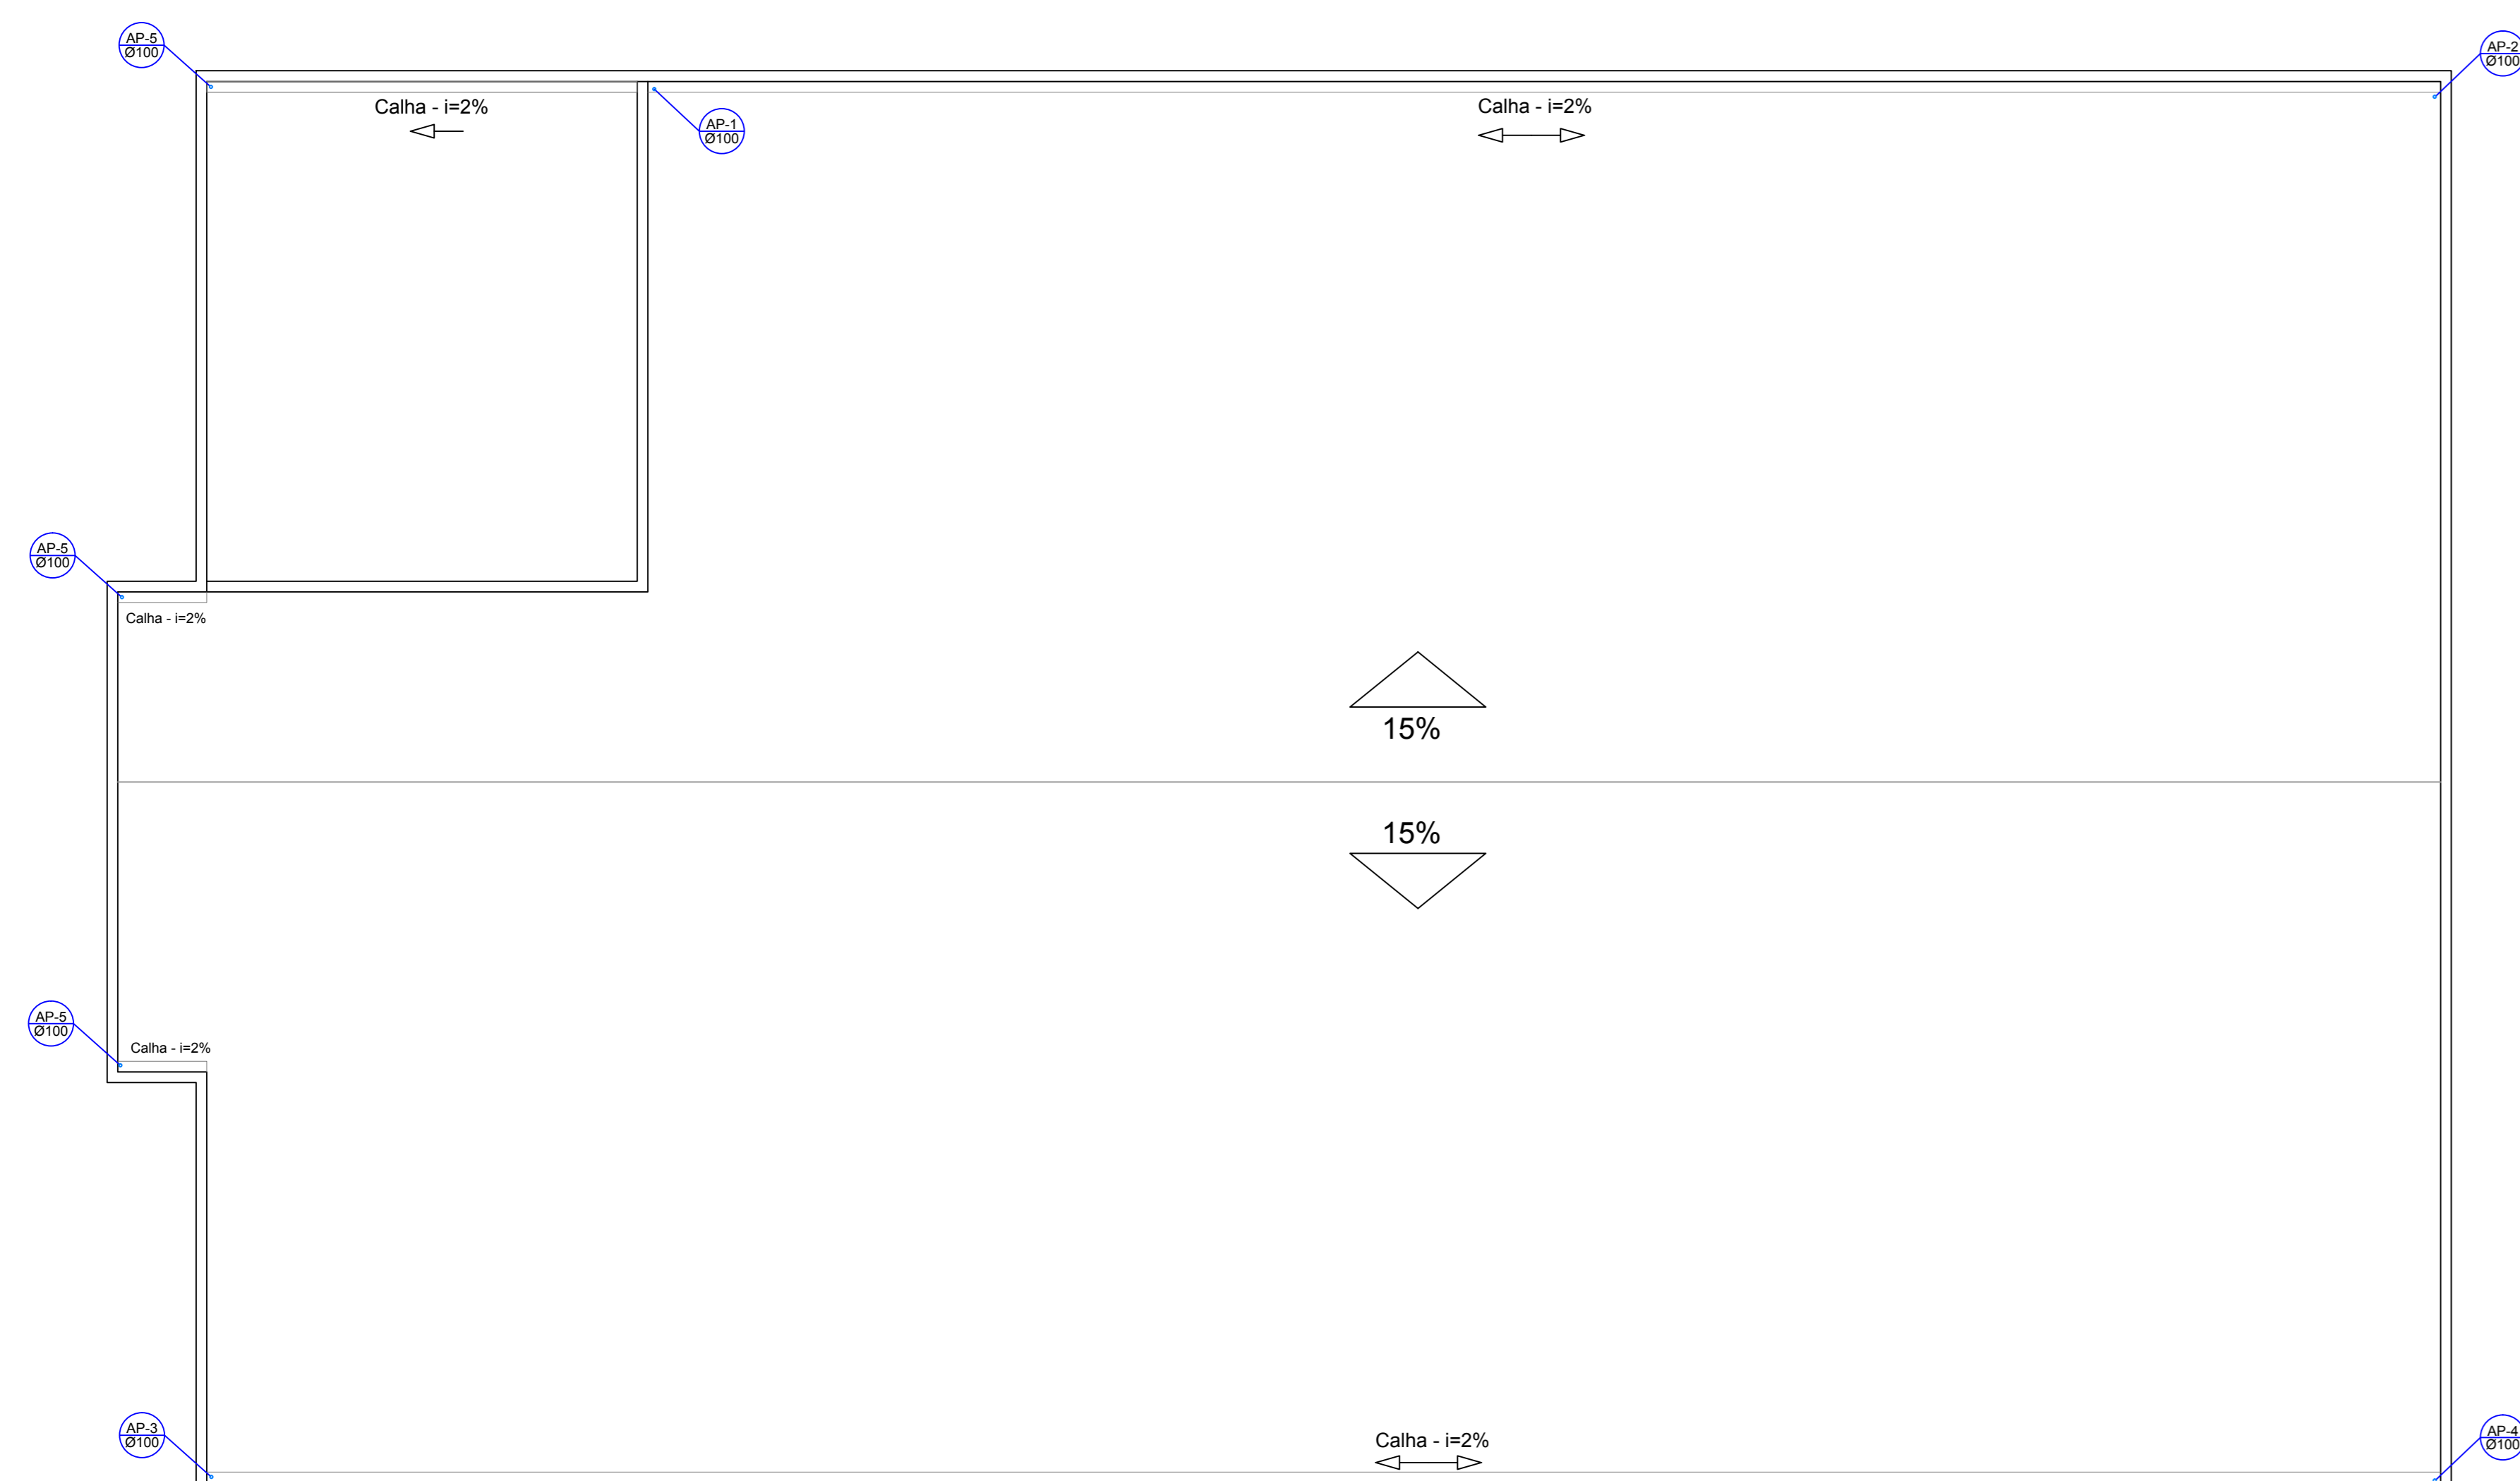 AP-5
Ø100
AP-2
Ø100
Calha - i=2%
Calha - i=2%
AP-1
Ø100
AP-5
Ø100
Calha - i=2%
15%
15%
AP-5
Ø100
Calha - i=2%
AP-3
Ø100
Calha - i=2%
AP-4
Ø100